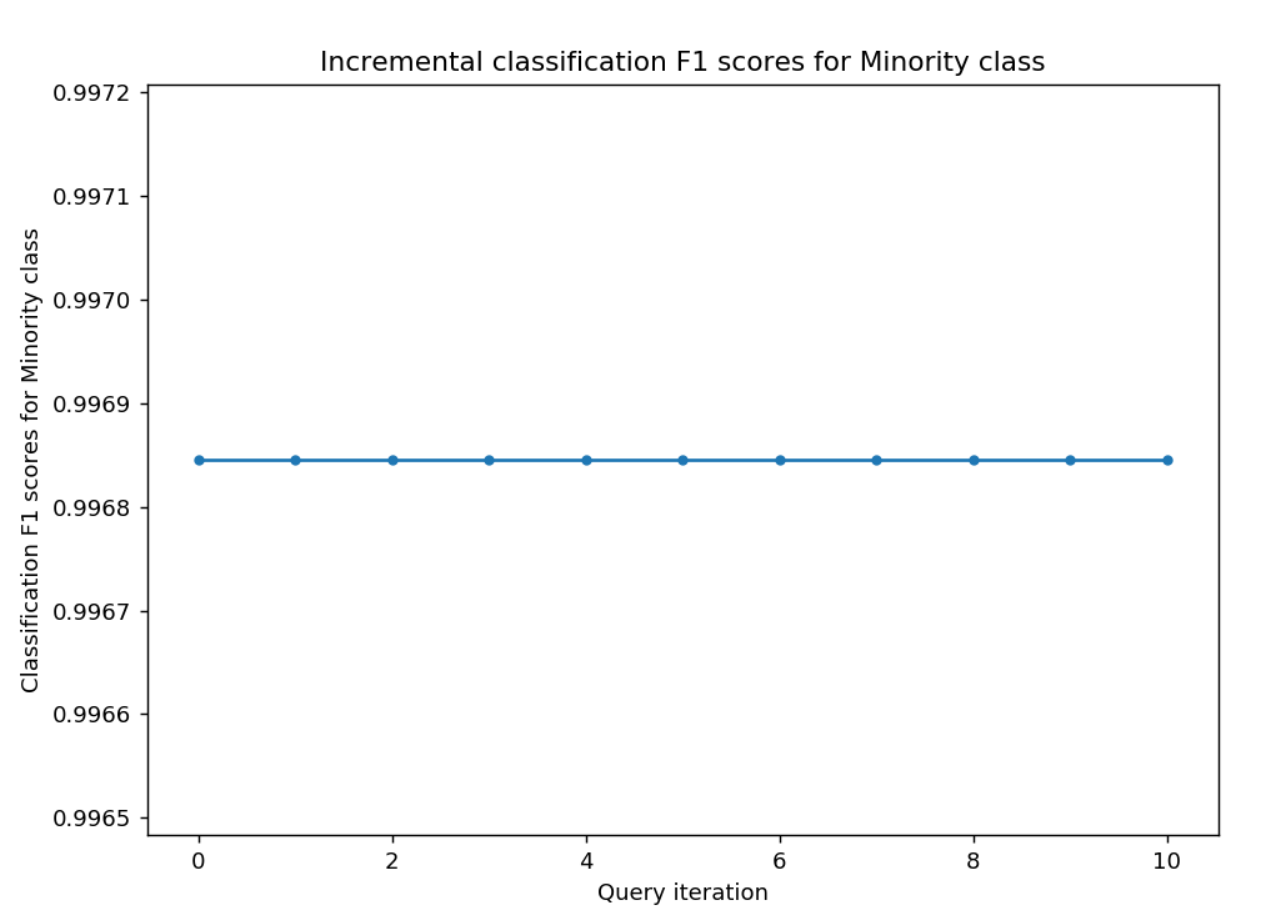 Incremental classification F1 scores for Minority class
Classification F1 scores for Minority class
0.9972
0.9971
0.9970
0.9969
0.9968
0.9967
0.9966
0.9965
0 2 4 6 8 10
Query iteration